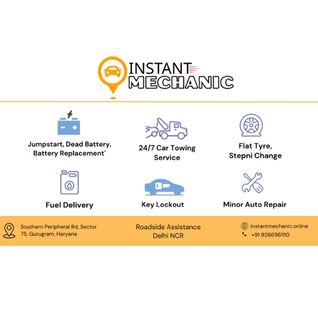 INSTANT
MECHANIC
Jumpstart, Dead Battery,
Battery Replacement*
24/7 Car Towing
Service
Flat Tyre,
Stepni Change
Fuel Delivery
Key Lockout
Minor Auto Repair
Southern Peripheral Rd, Sector
75, Gurugram, Haryana
Roadside Assistance
Delhi NCR
instantmechanic.online
+91 9266961110